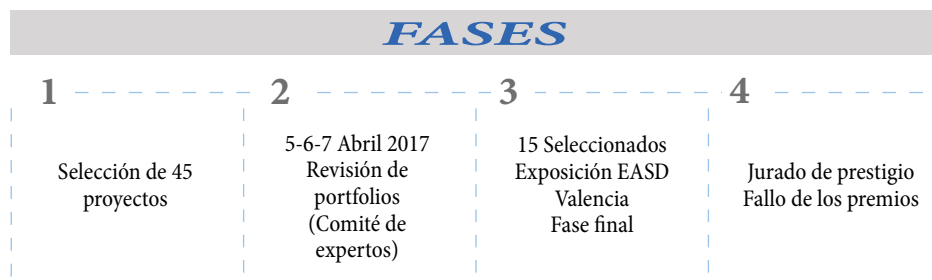 FASES
1
Selección de 45
proyectos
2
5-6-7 Abril 2017
Revisión de
portfolios
(Comité de
expertos)
3
15 Seleccionados
Exposición EASD
Valencia
Fase final
4
Jurado de prestigio
Fallo de los premios